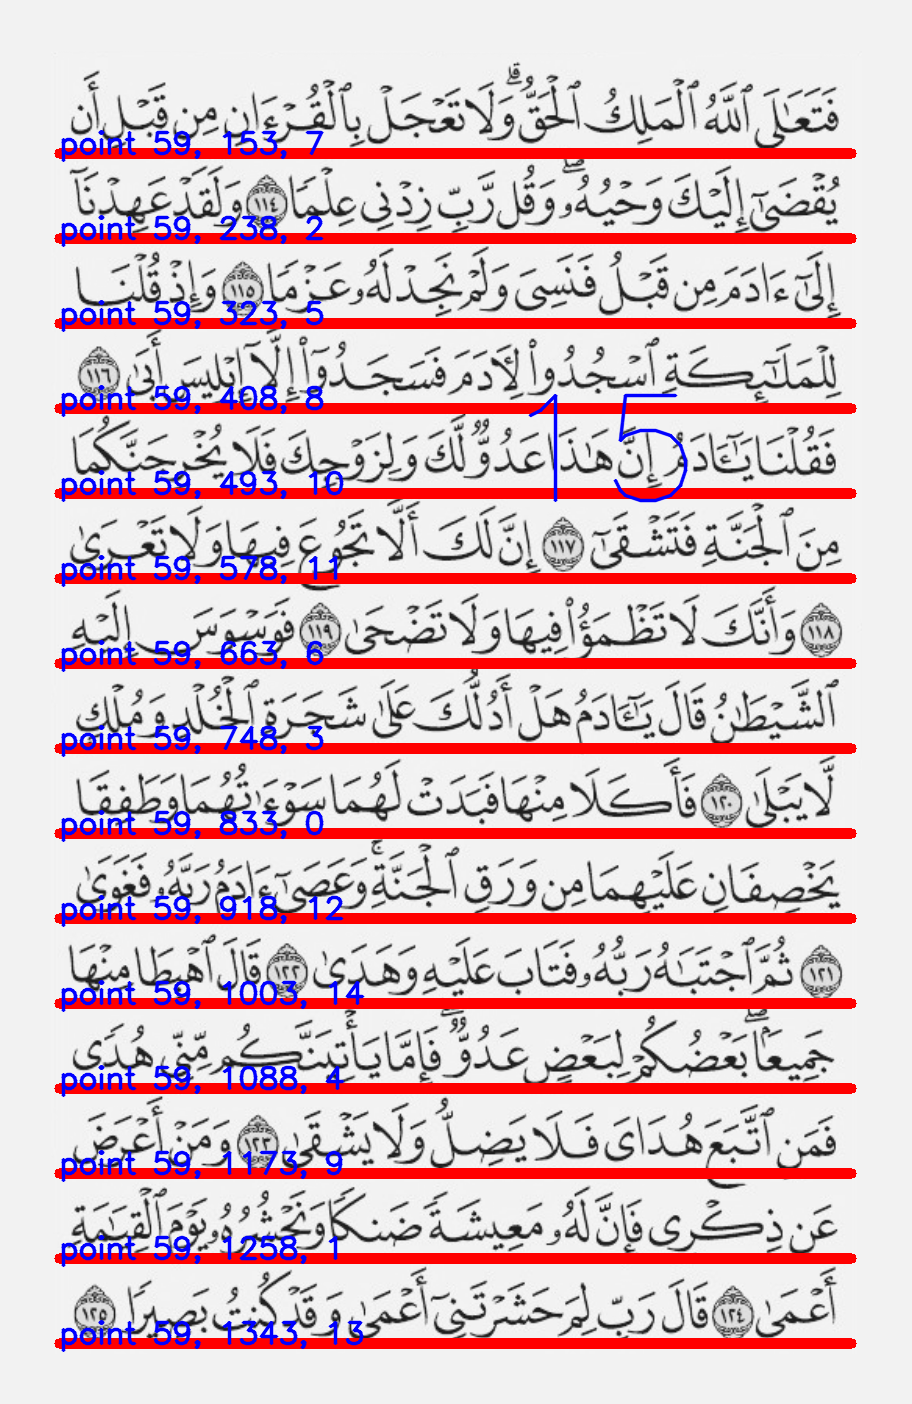 فَتَعَـٰلَى ٱللَّهُ ٱلْمَلِكُ ٱلْحَقُّ ۗ وَلَا تَعْجَلْ بِٱلْقُرْءَانِ مِن قَبْلِ أَن
point 59, 153, 7
يُقْضَىٰٓ إِلَيْكَ وَحْيُهُۥ ۖ وَقُل رَّبِّ زِدْنِى عِلْمًا ١١٤ وَلَقَدْ عَهِدْنَآ
point 59, 238, 2
إِلَىٰٓ ءَادَمَ مِن قَبْلُ فَنَسِىَ وَلَمْ نَجِدْ لَهُۥ عَزْمًا ١١٥ وَإِذْ قُلْنَا
point 59, 323, 5
لِلْمَلَـٰٓئِكَةِ ٱسْجُدُوا۟ لِـَٔادَمَ فَسَجَدُوٓا۟ إِلَّآ إِبْلِيسَ أَبَىٰ ١١٦
point 59, 408, 8
15
فَقُلْنَا يَـٰٓـَٔادَمُ إِنَّ هَـٰذَا عَدُوٌّ لَّكَ وَلِزَوْجِكَ فَلَا يُخْرِجَنَّكُمَا
point 59, 493, 10
مِنَ ٱلْجَنَّةِ فَتَشْقَىٰٓ ١١٧ إِنَّ لَكَ أَلَّا تَجُوعَ فِيهَا وَلَا تَعْرَىٰ
point 59, 578, 11
١١٨ وَأَنَّكَ لَا تَظْمَؤُا۟ فِيهَا وَلَا تَضْحَىٰ ١١٩ فَوَسْوَسَ إِلَيْهِ
point 59, 663, 6
ٱلشَّيْطَـٰنُ قَالَ يَـٰٓـَٔادَمُ هَلْ أَدُلُّكَ عَلَىٰ شَجَرَةِ ٱلْخُلْدِ وَمُلْكٍ
point 59, 748, 3
لَّا يَبْلَىٰ ١٢٠ فَأَكَلَا مِنْهَا فَبَدَتْ لَهُمَا سَوْءَٰتُهُمَا وَطَفِقَا
point 59, 833, 0
يَخْصِفَانِ عَلَيْهِمَا مِن وَرَقِ ٱلْجَنَّةِ ۚ وَعَصَىٰٓ ءَادَمُ رَبَّهُۥ فَغَوَىٰ
point 59, 918, 12
١٢١ ثُمَّ ٱجْتَبَـٰهُ رَبُّهُۥ فَتَابَ عَلَيْهِ وَهَدَىٰ ١٢٢ قَالَ ٱهْبِطَا مِنْهَا
point 59, 1003, 14
جَمِيعًۢا ۖ بَعْضُكُمْ لِبَعْضٍ عَدُوٌّ ۖ فَإِمَّا يَأْتِيَنَّكُم مِّنِّى هُدًى
point 59, 1088, 4
فَمَنِ ٱتَّبَعَ هُدَاىَ فَلَا يَضِلُّ وَلَا يَشْقَىٰ ١٢٣ وَمَنْ أَعْرَضَ
point 59, 1173, 9
عَن ذِكْرِى فَإِنَّ لَهُۥ مَعِيشَةً ضَنكًا وَنَحْشُرُهُۥ يَوْمَ ٱلْقِيَـٰمَةِ
point 59, 1258, 1
أَعْمَىٰ ١٢٤ قَالَ رَبِّ لِمَ حَشَرْتَنِىٓ أَعْمَىٰ وَقَدْ كُنتُ بَصِيرًا ١٢٥
point 59, 1343, 13